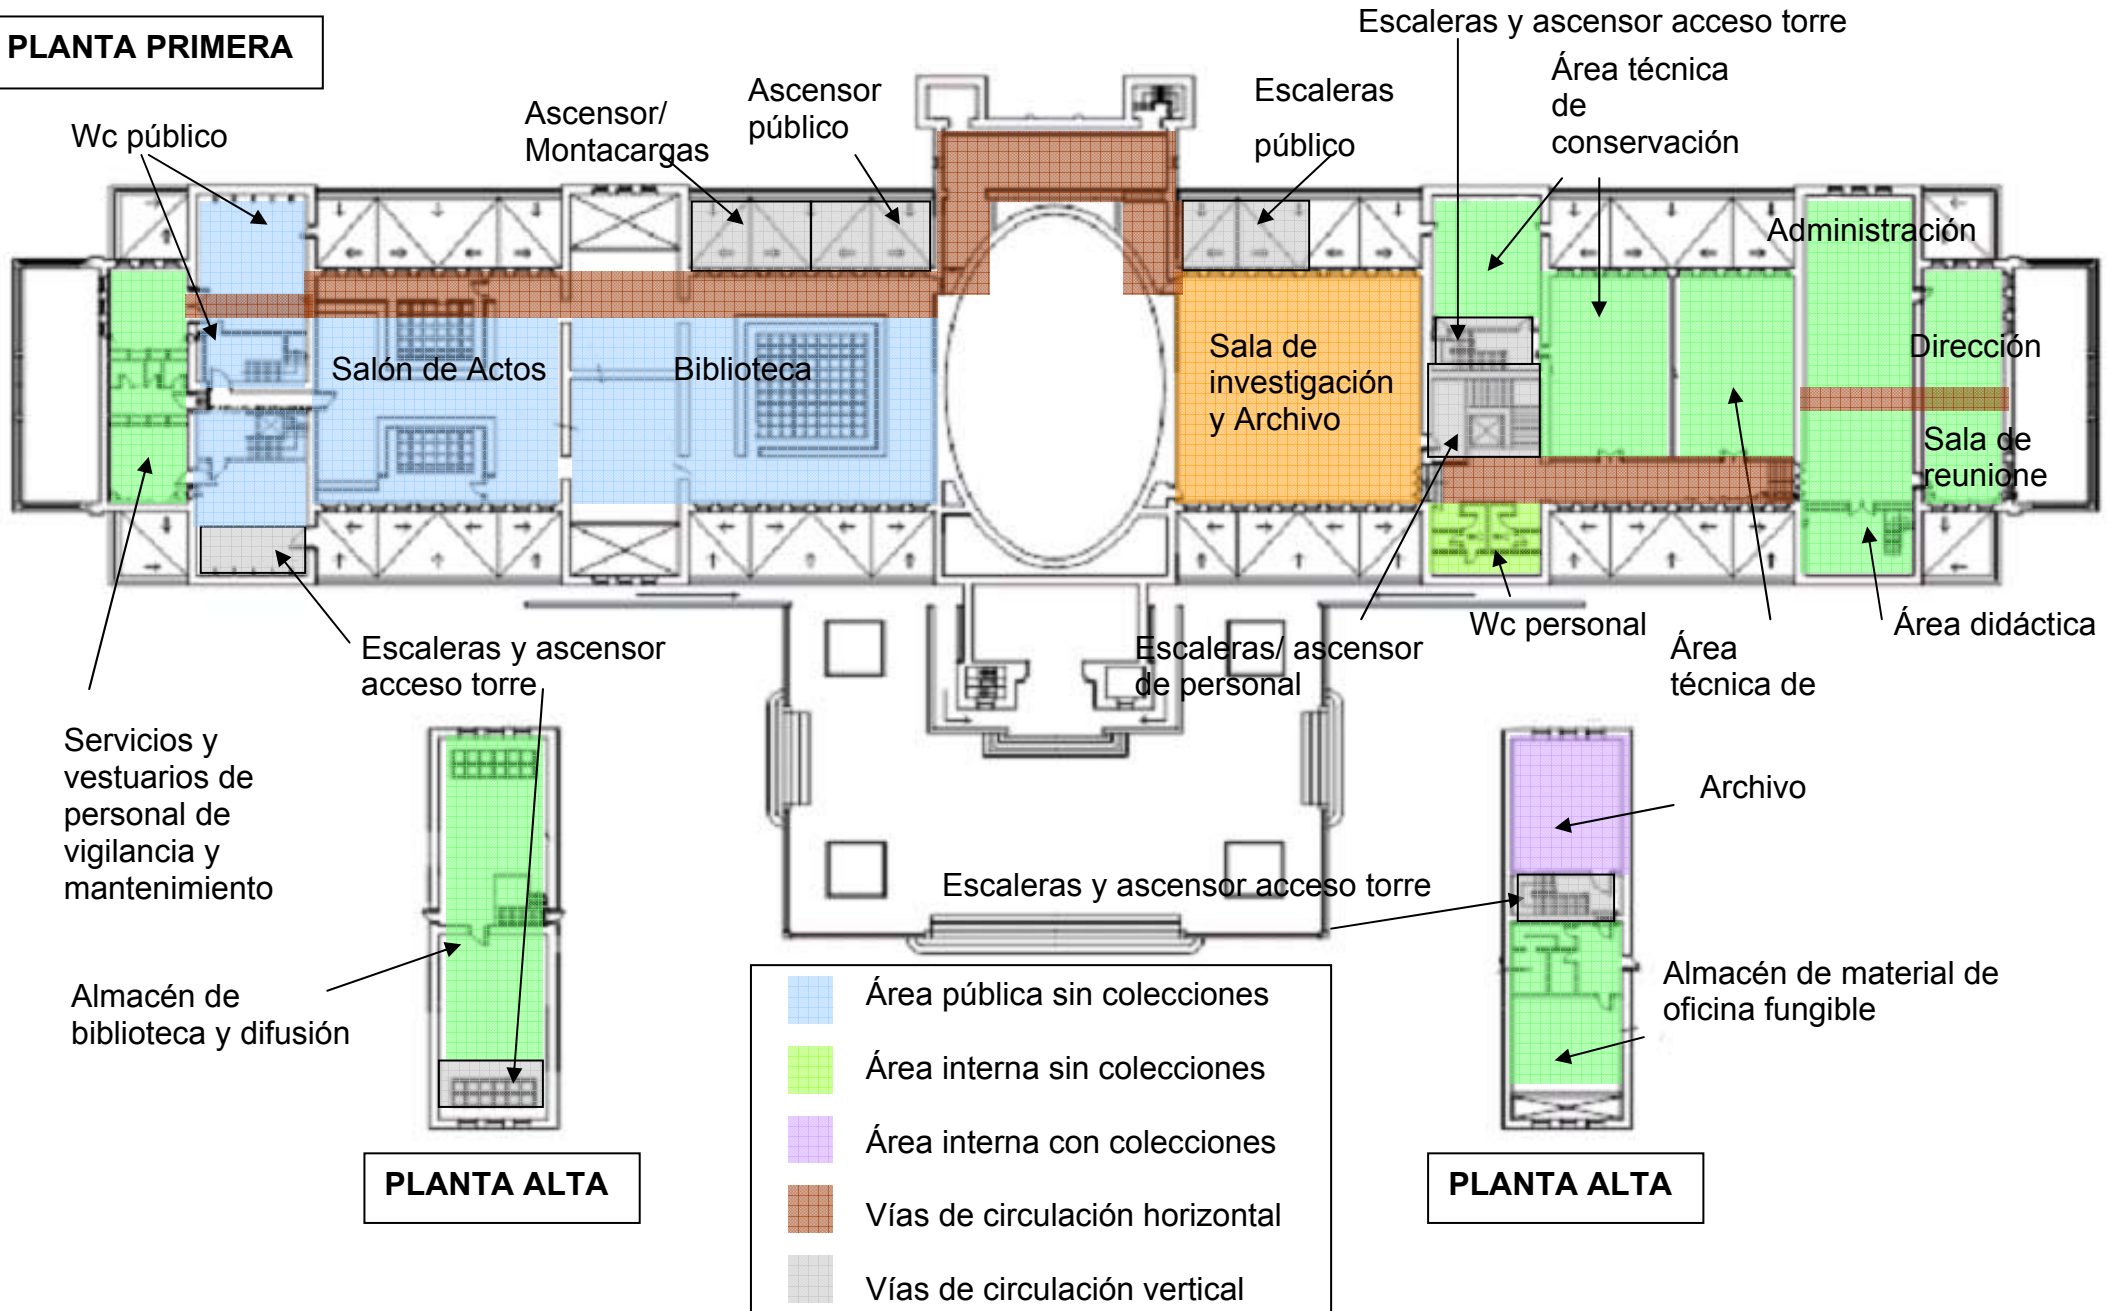 PLANTA PRIMERA
Escaleras y ascensor acceso torre
Área técnica
de
conservación
Ascensor
público
Escaleras
público
Ascensor/
Montacargas
Wc público
Administración
Salón de Actos
Biblioteca
Sala de
investigación
y Archivo
Dirección
Sala de
reunione
Escaleras y ascensor
acceso torre
Escaleras/ ascensor
de personal
Wc personal
Área
técnica de
Área didáctica
Servicios y
vestuarios de
personal de
vigilancia y
mantenimiento
Archivo
Escaleras y ascensor acceso torre
Almacén de
biblioteca y difusión
Almacén de material de
oficina fungible
Área pública sin colecciones
Área interna sin colecciones
Área interna con colecciones
Vías de circulación horizontal
Vías de circulación vertical
PLANTA ALTA
PLANTA ALTA